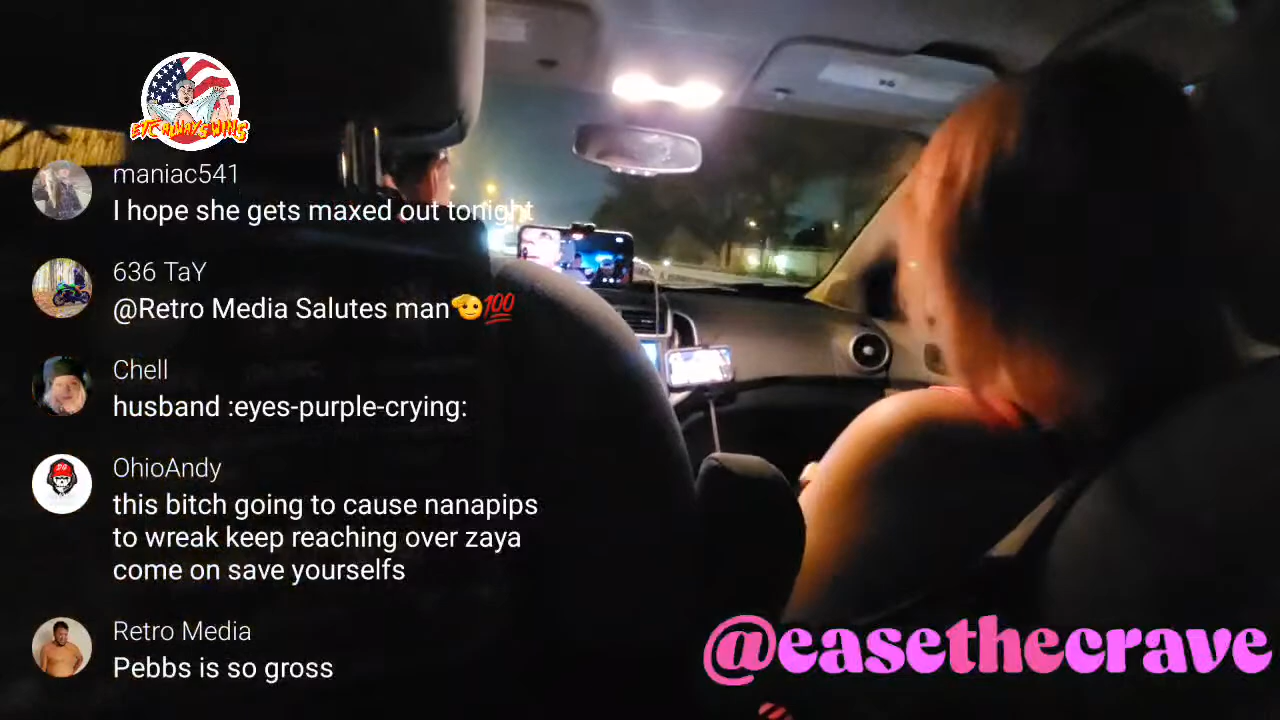 ETC ALWAYS WINS
maniac541
I hope she gets maxed out tonight
636 TaY
@Retro Media Salutes man🫡💯
Chell
husband :eyes-purple-crying:
OhioAndy
this bitch going to cause nanapips
to wreak keep reaching over zaya
come on save yourselfs
Retro Media
Pebbs is so gross
@easethecrave